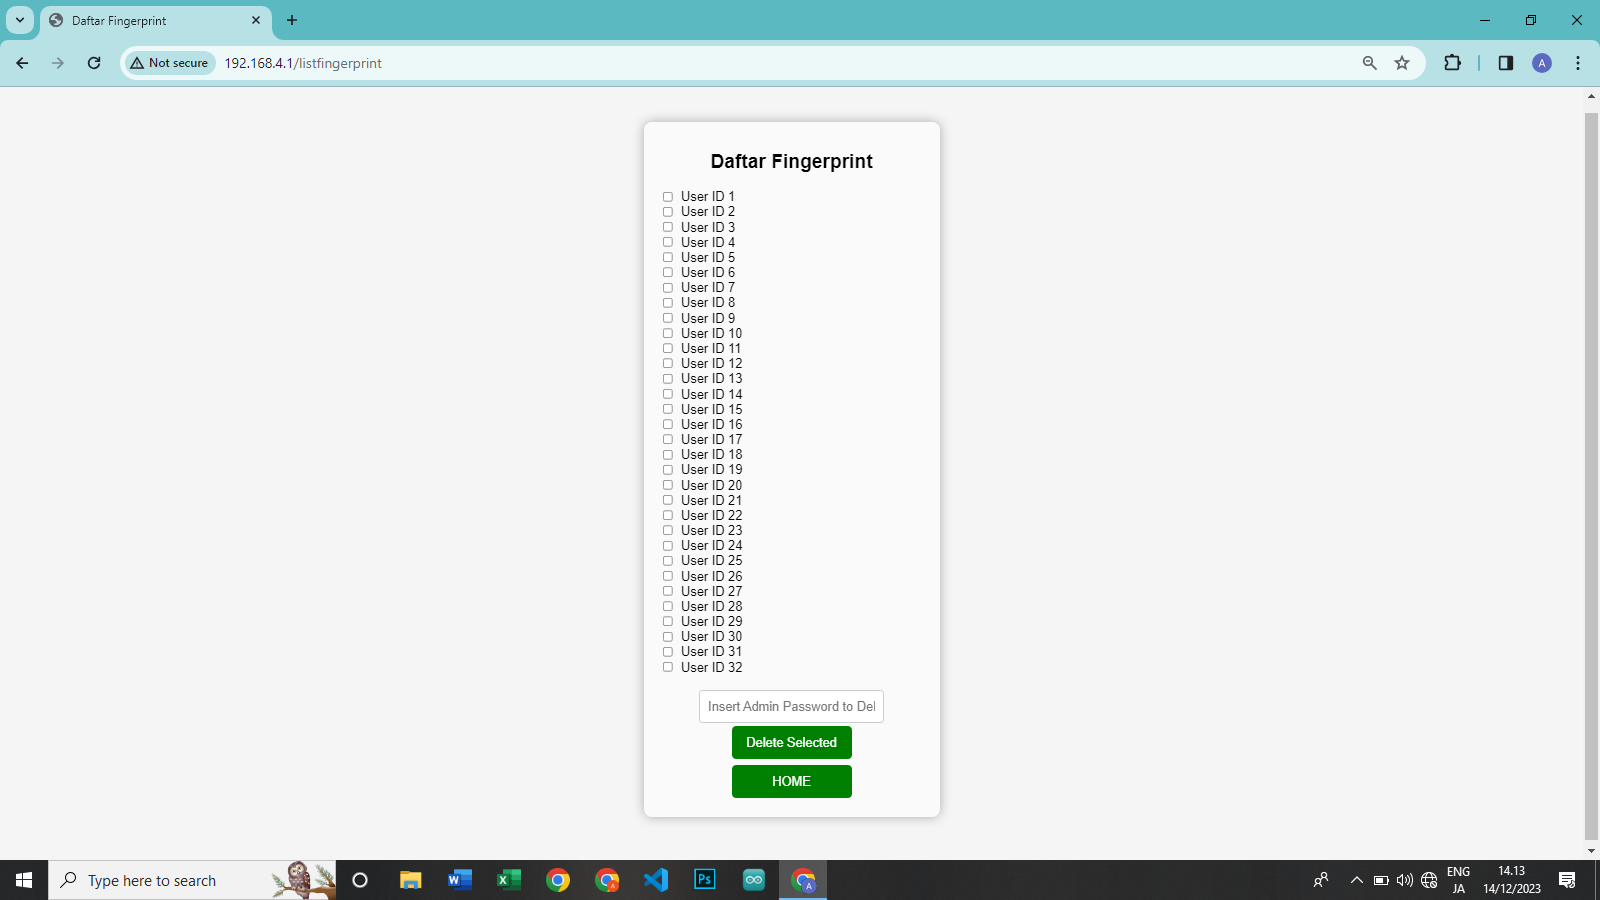 Daftar Fingerprint
Not secure
192.168.4.1/listfingerprint
A
Daftar Fingerprint
User ID 1
User ID 2
User ID 3
User ID 4
User ID 5
User ID 6
User ID 7
User ID 8
User ID 9
User ID 10
User ID 11
User ID 12
User ID 13
User ID 14
User ID 15
User ID 16
User ID 17
User ID 18
User ID 19
User ID 20
User ID 21
User ID 22
User ID 23
User ID 24
User ID 25
User ID 26
User ID 27
User ID 28
User ID 29
User ID 30
User ID 31
User ID 32
Insert Admin Password to Del
Delete Selected
HOME
Type here to search
W
X
A
Ps
A
ENG
JA
14.13
14/12/2023